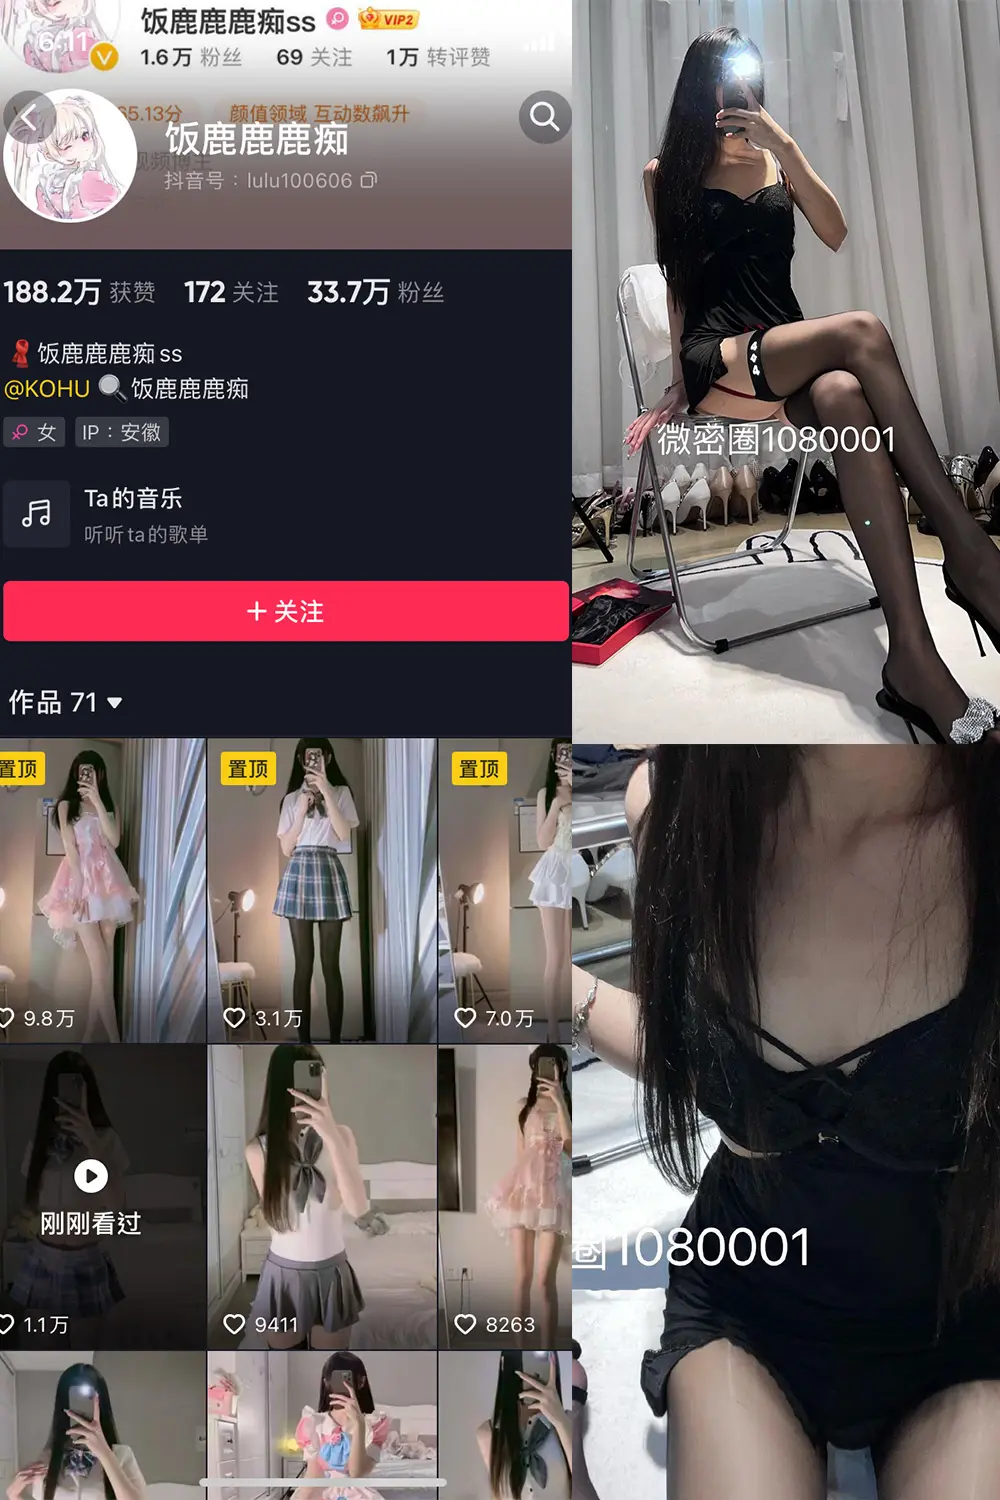 饭鹿鹿鹿痴ss
VIP2
1.6万 粉丝 69 关注 1万 转评赞
6:11
65.13分 颜值领域 互动数飙升
饭鹿鹿鹿痴
视频博主
抖音号：lulu100606
188.2万 获赞 172 关注 33.7万 粉丝
饭鹿鹿鹿痴ss
@KOHU 饭鹿鹿鹿痴
女 IP：安徽
Ta的音乐
听听ta的歌单
+ 关注
作品 71
置顶 置顶 置顶
9.8万 3.1万 7.0万
刚刚看过
1.1万 9411 8263
微密圈1080001
圈1080001